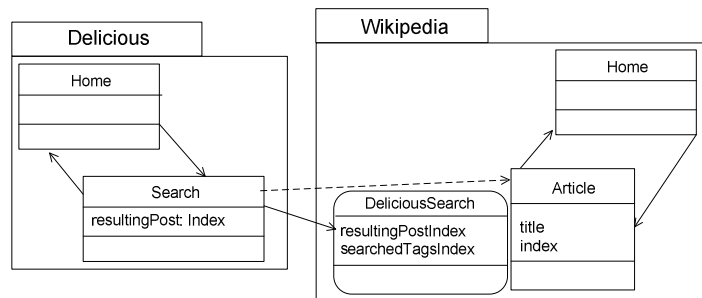 Delicious
Home
Search
resultingPost: Index
Wikipedia
Home
DeliciousSearch
resultingPostIndex
searchedTagsIndex
Article
title
index